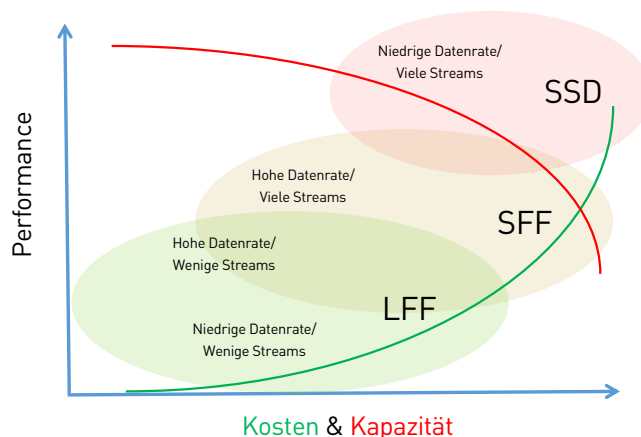 Niedrige Datenrate/
Viele Streams
SSD
Hohe Datenrate/
Viele Streams
SFF
Hohe Datenrate/
Wenige Streams
LFF
Niedrige Datenrate/
Wenige Streams
Performance
Kosten & Kapazität